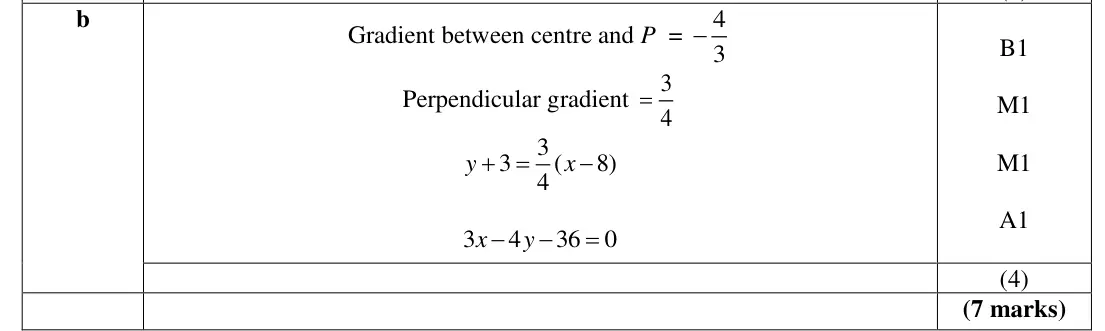 b
Gradient between centre and P = −4/3
B1
Perpendicular gradient = 3/4
M1
y + 3 = 3/4 (x − 8)
M1
3x − 4y − 36 = 0
A1
(4)
(7 marks)